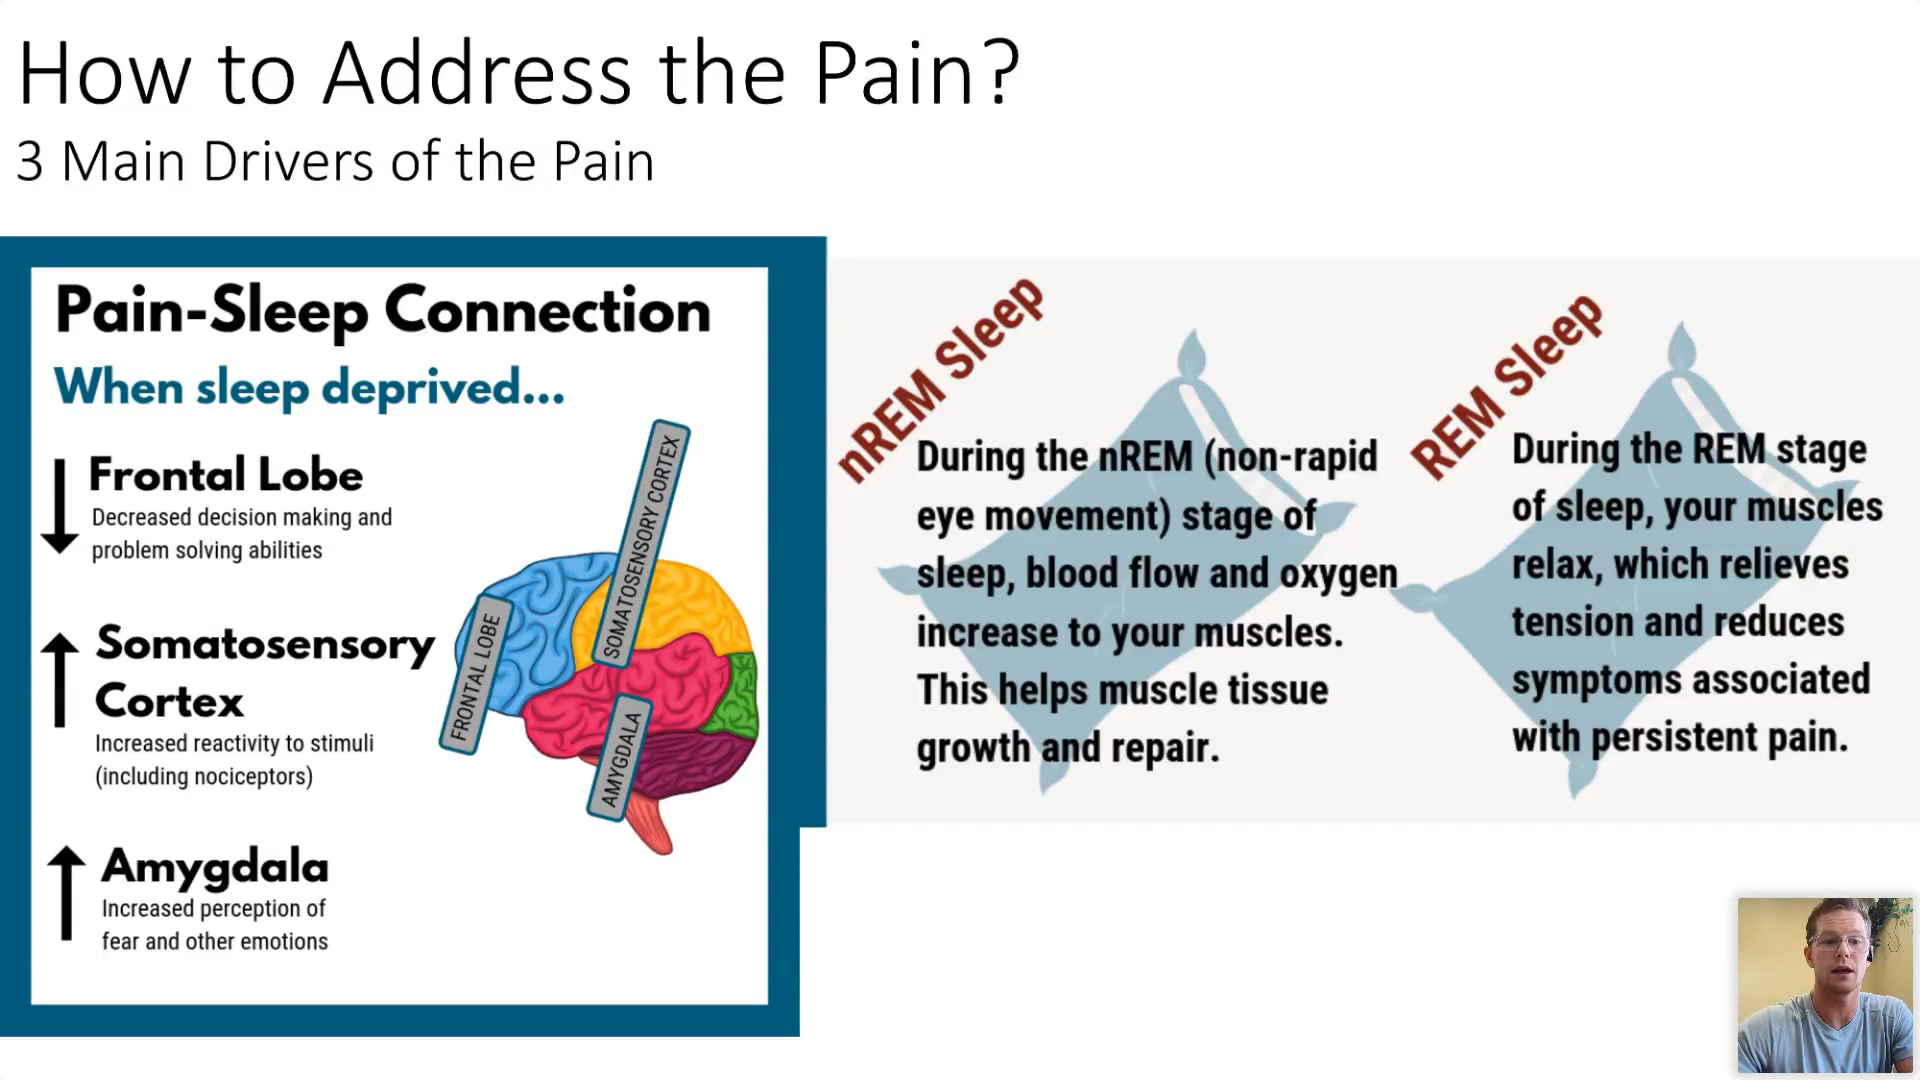 How to Address the Pain?
3 Main Drivers of the Pain
Pain-Sleep Connection
When sleep deprived...
Frontal Lobe
Decreased decision making and
problem solving abilities
Somatosensory
Cortex
Increased reactivity to stimuli
(including nociceptors)
Amygdala
Increased perception of
fear and other emotions
FRONTAL LOBE
SOMATOSENSORY CORTEX
AMYGDALA
nREM Sleep
During the nREM (non-rapid
eye movement) stage of
sleep, blood flow and oxygen
increase to your muscles.
This helps muscle tissue
growth and repair.
REM Sleep
During the REM stage
of sleep, your muscles
relax, which relieves
tension and reduces
symptoms associated
with persistent pain.